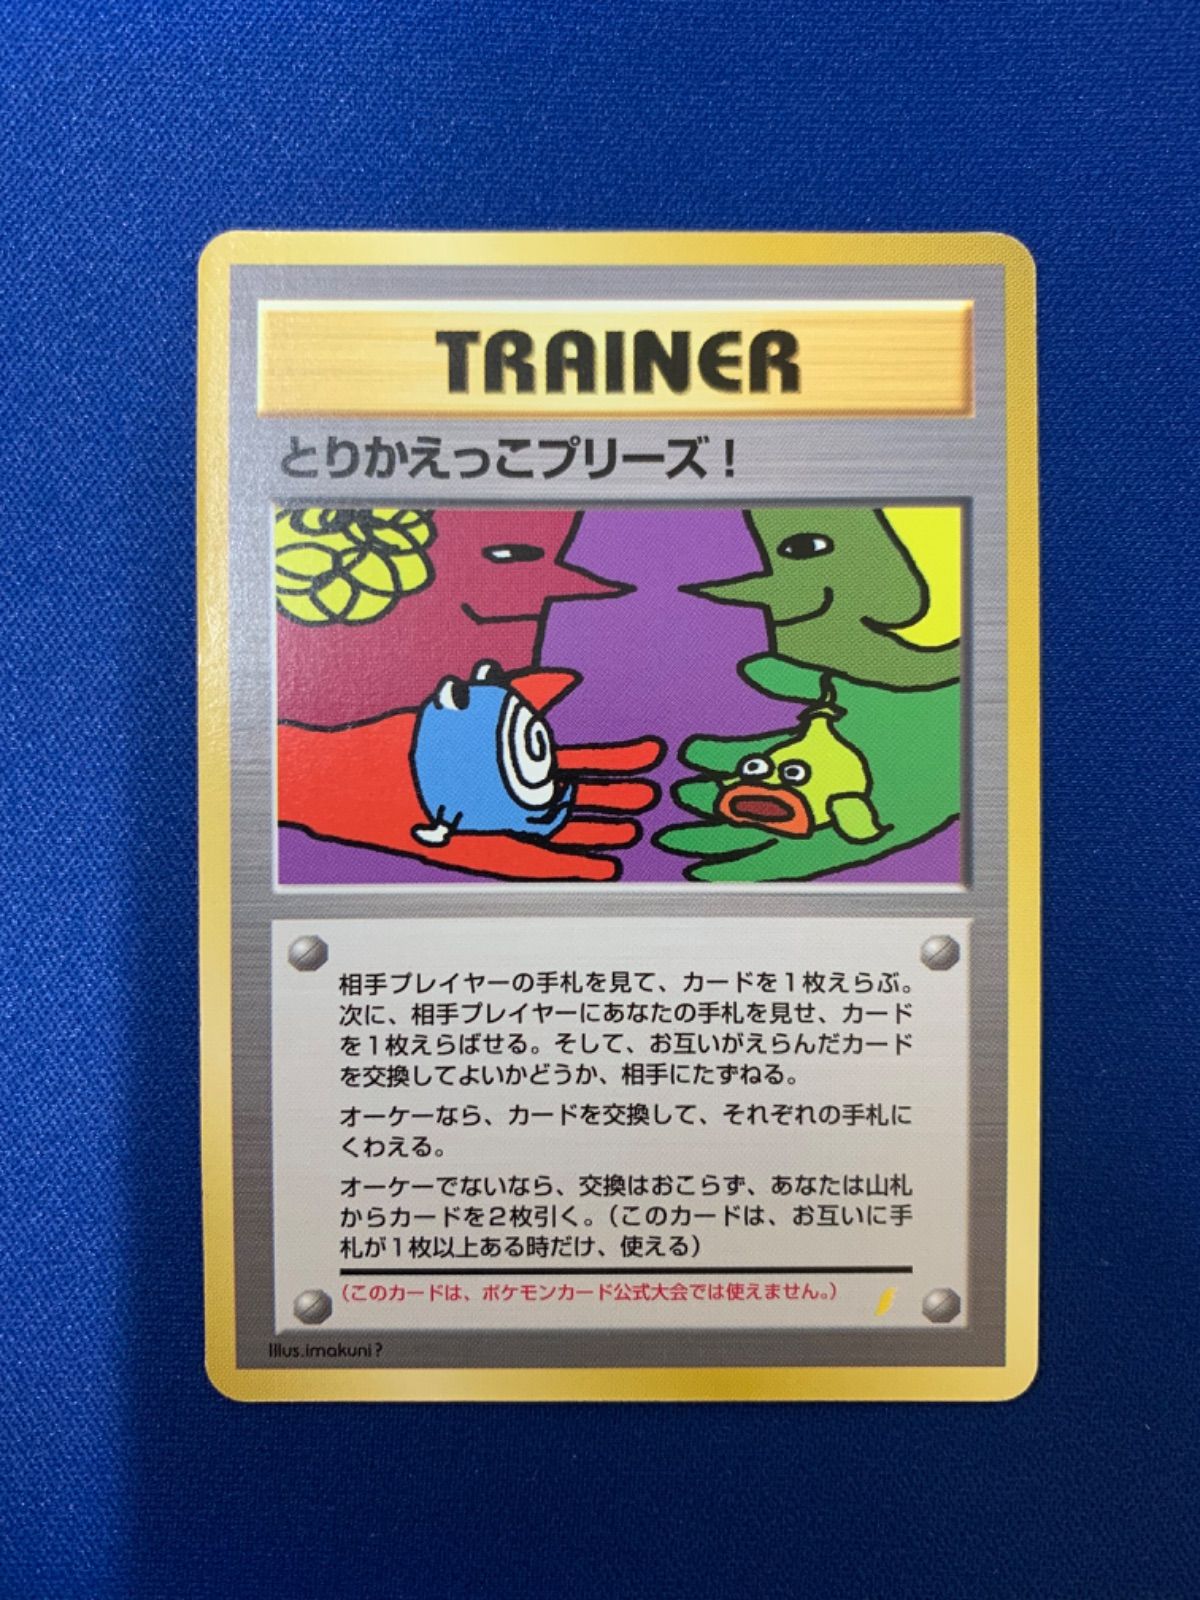 TRAINER
とりかえっこプリーズ！
相手プレイヤーの手札を見て、カードを１枚えらぶ。
次に、相手プレイヤーにあなたの手札を見せ、カード
を１枚えらばせる。そして、お互いがえらんだカード
を交換してよいかどうか、相手にたずねる。
オーケーなら、カードを交換して、それぞれの手札に
くわえる。
オーケーでないなら、交換はおこらず、あなたは山札
からカードを２枚引く。（このカードは、お互いに手
札が１枚以上ある時だけ、使える）
（このカードは、ポケモンカード公式大会では使えません。）
Illus.imakuni?